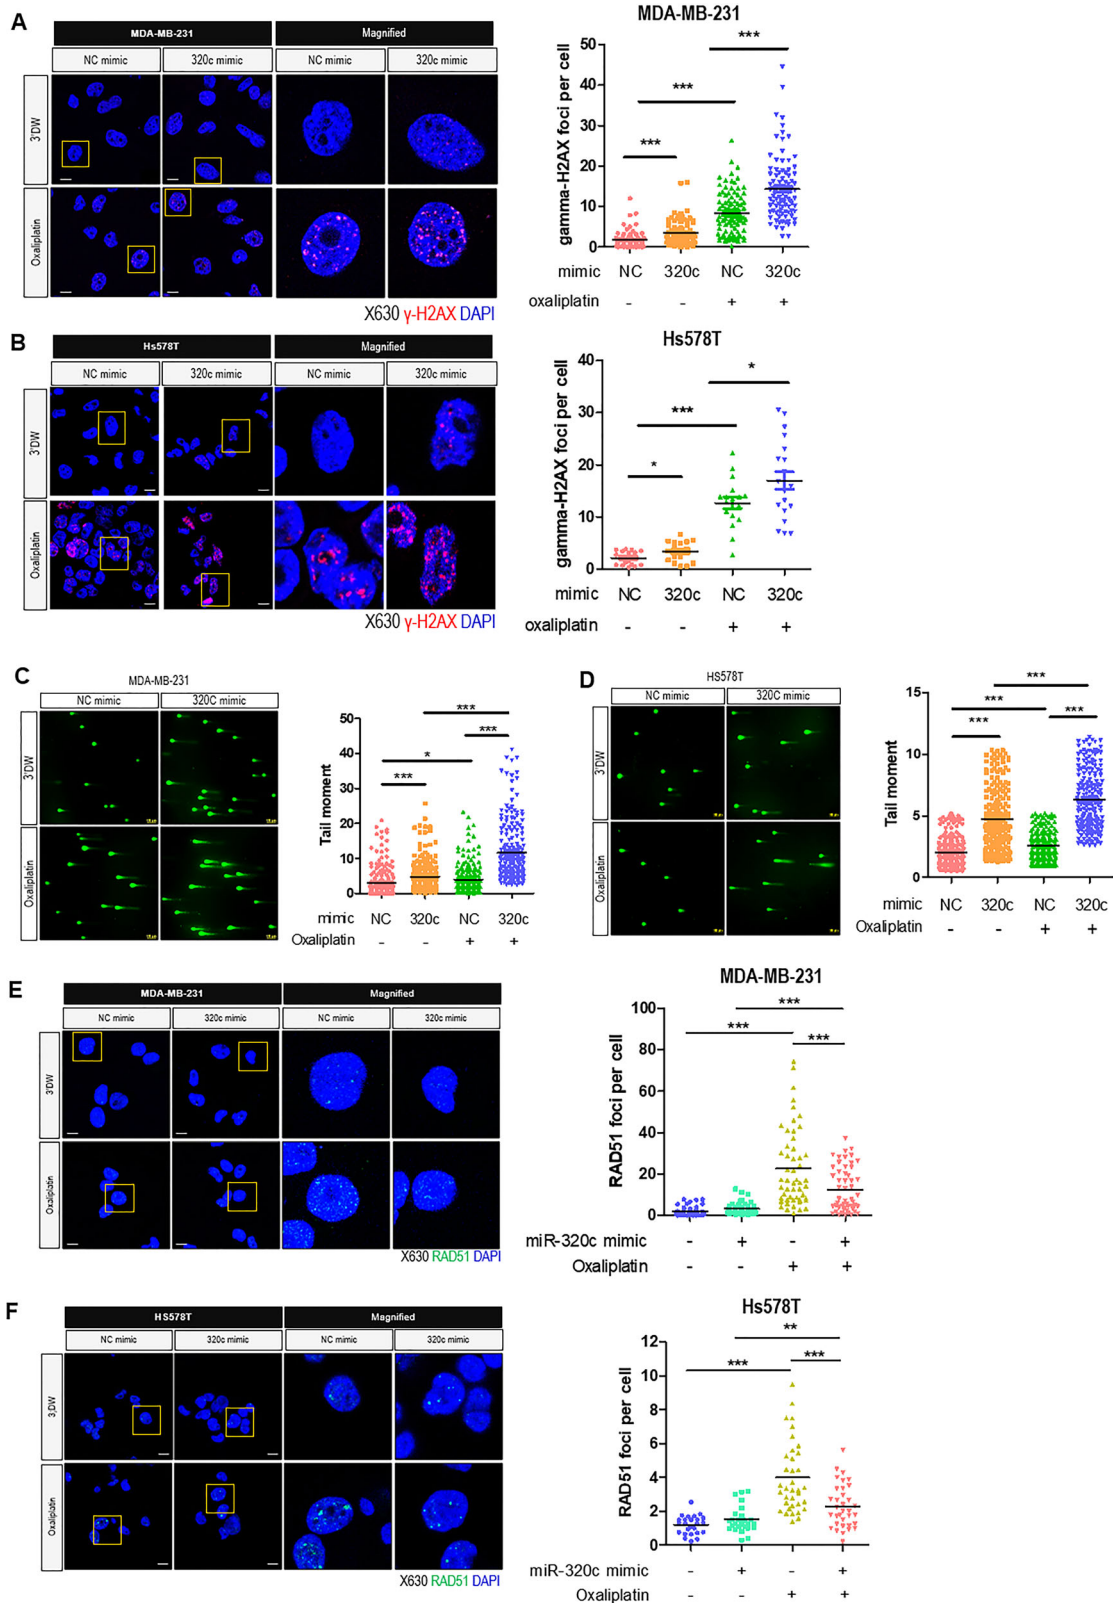 A
MDA-MB-231 Magnified
NC mimic 320c mimic NC mimic 320c mimic
3'DW
Oxaliplatin
X630 γ-H2AX DAPI
MDA-MB-231
gamma-H2AX foci per cell
50
40
30
20
10
0
*** *** ***
mimic NC 320c NC 320c
oxaliplatin - - + +
B
Hs578T Magnified
NC mimic 320c mimic NC mimic 320c mimic
3'DW
Oxaliplatin
X630 γ-H2AX DAPI
Hs578T
gamma-H2AX foci per cell
40
30
20
10
0
* *** *
mimic NC 320c NC 320c
oxaliplatin - - + +
C
MDA-MB-231
NC mimic 320C mimic
3'DW
Oxaliplatin
Tail moment
50
40
30
20
10
0
*** * *** ***
mimic NC 320c NC 320c
Oxaliplatin - - + +
D
HS578T
NC mimic 320C mimic
3'DW
Oxaliplatin
Tail moment
15
10
5
0
*** *** *** ***
mimic NC 320c NC 320c
Oxaliplatin - - + +
E
MDA-MB-231 Magnified
NC mimic 320c mimic NC mimic 320c mimic
3'DW
Oxaliplatin
X630 RAD51 DAPI
MDA-MB-231
RAD51 foci per cell
100
80
60
40
20
0
*** *** ***
miR-320c mimic - + - +
Oxaliplatin - - + +
F
HS578T Magnified
NC mimic 320c mimic NC mimic 320c mimic
3,DW
Oxaliplatin
X630 RAD51 DAPI
Hs578T
RAD51 foci per cell
12
10
8
6
4
2
0
*** ** ***
miR-320c mimic - + - +
Oxaliplatin - - + +